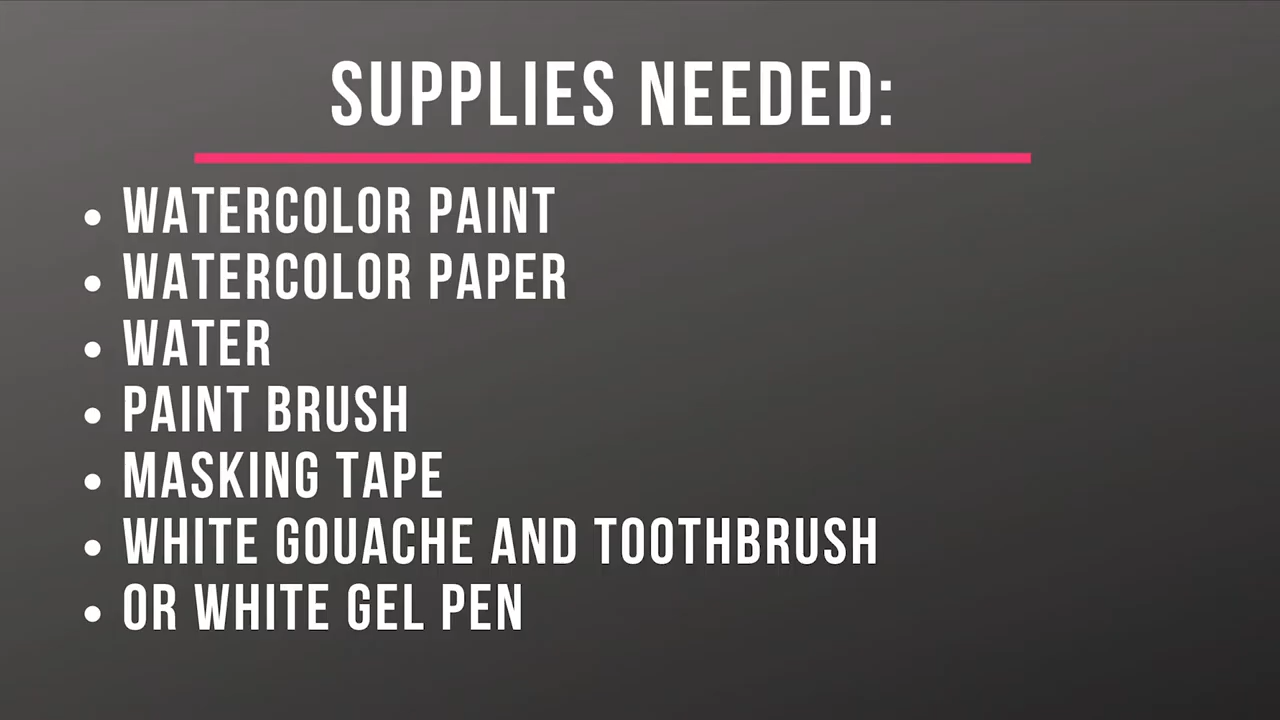 SUPPLIES NEEDED:
• WATERCOLOR PAINT
• WATERCOLOR PAPER
• WATER
• PAINT BRUSH
• MASKING TAPE
• WHITE GOUACHE AND TOOTHBRUSH
• OR WHITE GEL PEN